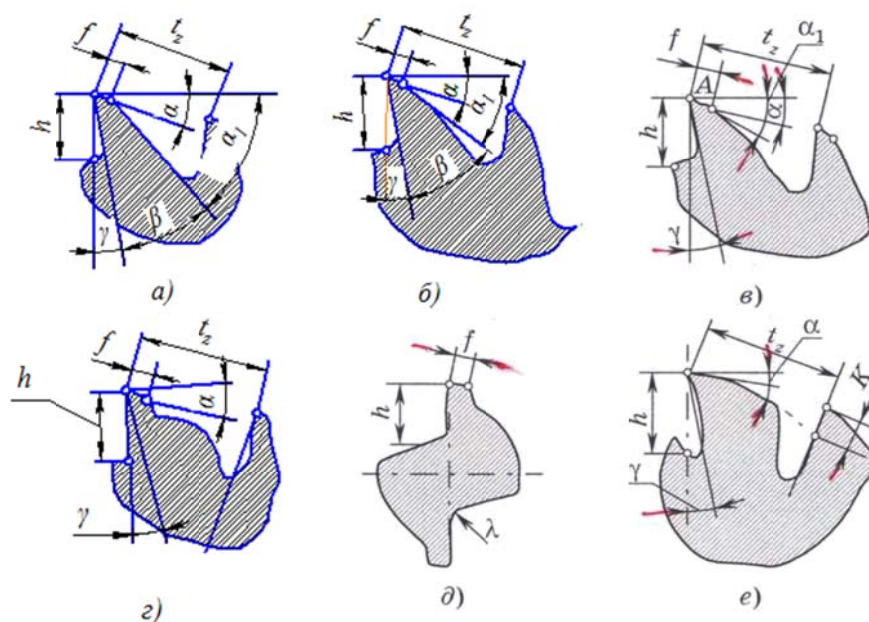 f t_z α h α_1 β γ
а)
f t_z α α_1 h β γ
б)
f t_z α_1 A α h γ
в)
f t_z h α γ
г)
f h λ
д)
t_z α K h γ
е)